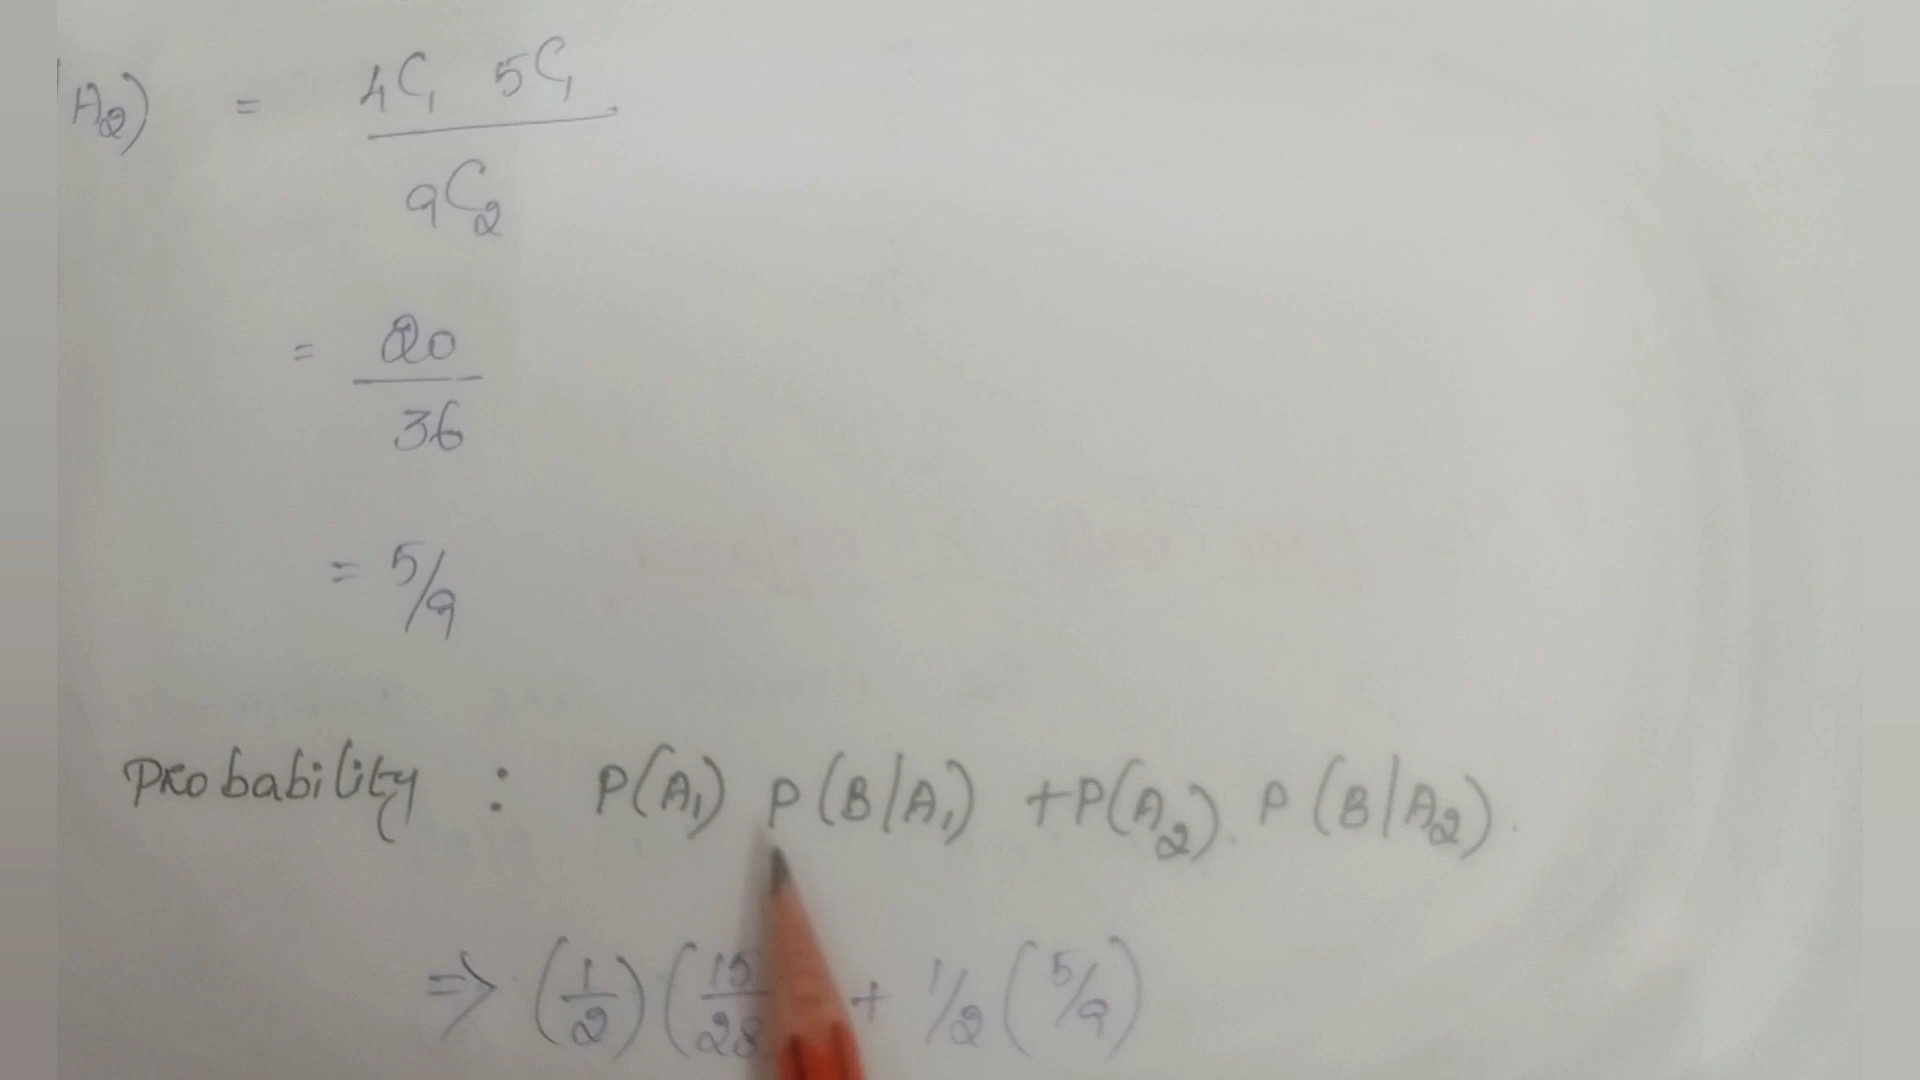 A2) = 4C1 5C1
9C2
= 20
36
= 5/9
Probability : P(A1) P(B/A1) + P(A2). P(B/A2).
=> (1/2) (15/28 + 1/2 (5/9)